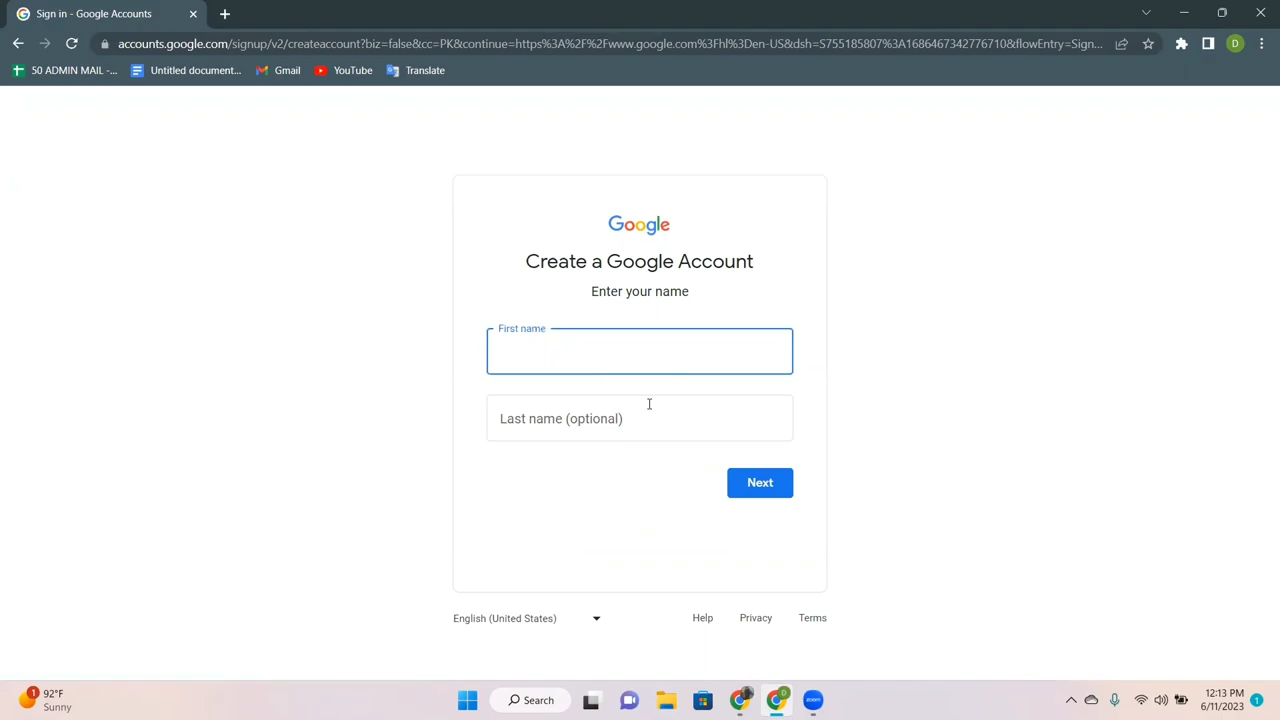 Sign in - Google Accounts
accounts.google.com/signup/v2/createaccount?biz=false&cc=PK&continue=https%3A%2F%2Fwww.google.com%3Fhl%3Den-US&dsh=S755185807%3A1686467342776710&flowEntry=Sign...
D
50 ADMIN MAIL -...
Untitled document...
Gmail
YouTube
Translate
Google
Create a Google Account
Enter your name
First name
Last name (optional)
Next
English (United States)
Help
Privacy
Terms
1
92°F
Sunny
Search
D
zoom
12:13 PM
6/11/2023
1